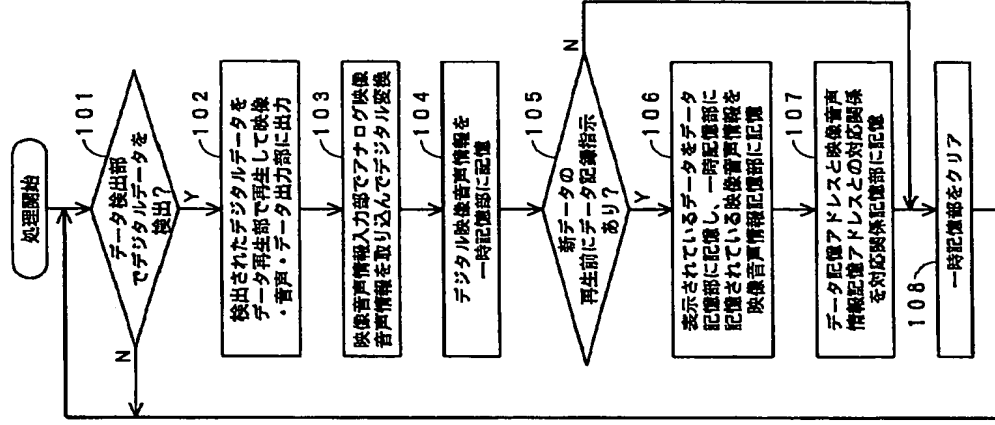 処理開始
101
データ検出部
でデジタルデータを
検出?
N
Y
102
検出されたデジタルデータを
データ再生部で再生して映像
・音声・データ出力部に出力
103
映像音声情報入力部でアナログ映像
音声情報を取り込んでデジタル変換
104
デジタル映像音声情報を
一時記憶部に記憶
105
新データの
再生前にデータ記録指示
あり?
N
Y
106
表示されているデータをデータ
記憶部に記憶し、一時記憶部に
記憶されている映像音声情報を
映像音声情報記憶部に記憶
107
データ記憶アドレスと映像音声
情報記憶アドレスとの対応関係
を対応関係記憶部に記憶
108
一時記憶部をクリア